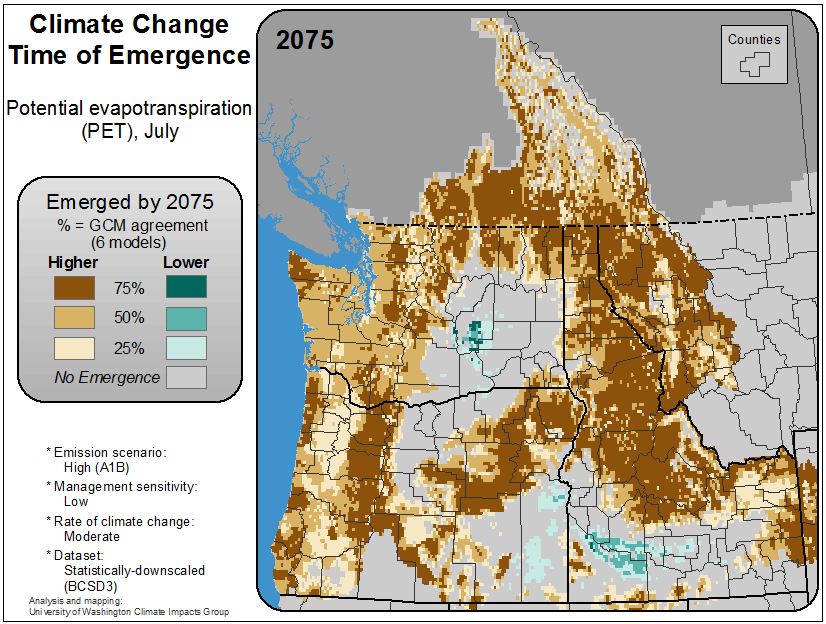 Climate Change
Time of Emergence
Potential evapotranspiration
(PET), July
Emerged by 2075
% = GCM agreement
(6 models)
Higher Lower
75%
50%
25%
No Emergence
* Emission scenario:
High (A1B)
* Management sensitivity:
Low
* Rate of climate change:
Moderate
* Dataset:
Statistically-downscaled
(BCSD3)
Analysis and mapping:
University of Washington Climate Impacts Group
2075
Counties